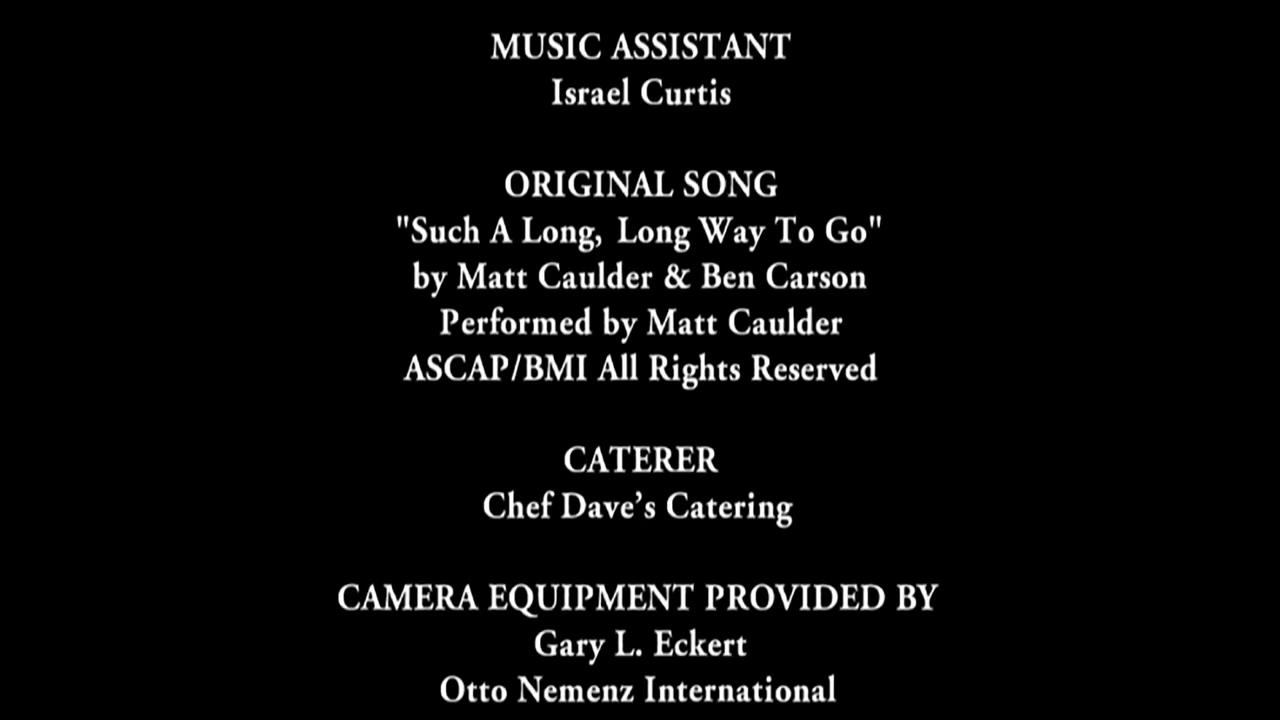 MUSIC ASSISTANT
Israel Curtis
ORIGINAL SONG
"Such A Long, Long Way To Go"
by Matt Caulder & Ben Carson
Performed by Matt Caulder
ASCAP/BMI All Rights Reserved
CATERER
Chef Dave’s Catering
CAMERA EQUIPMENT PROVIDED BY
Gary L. Eckert
Otto Nemenz International